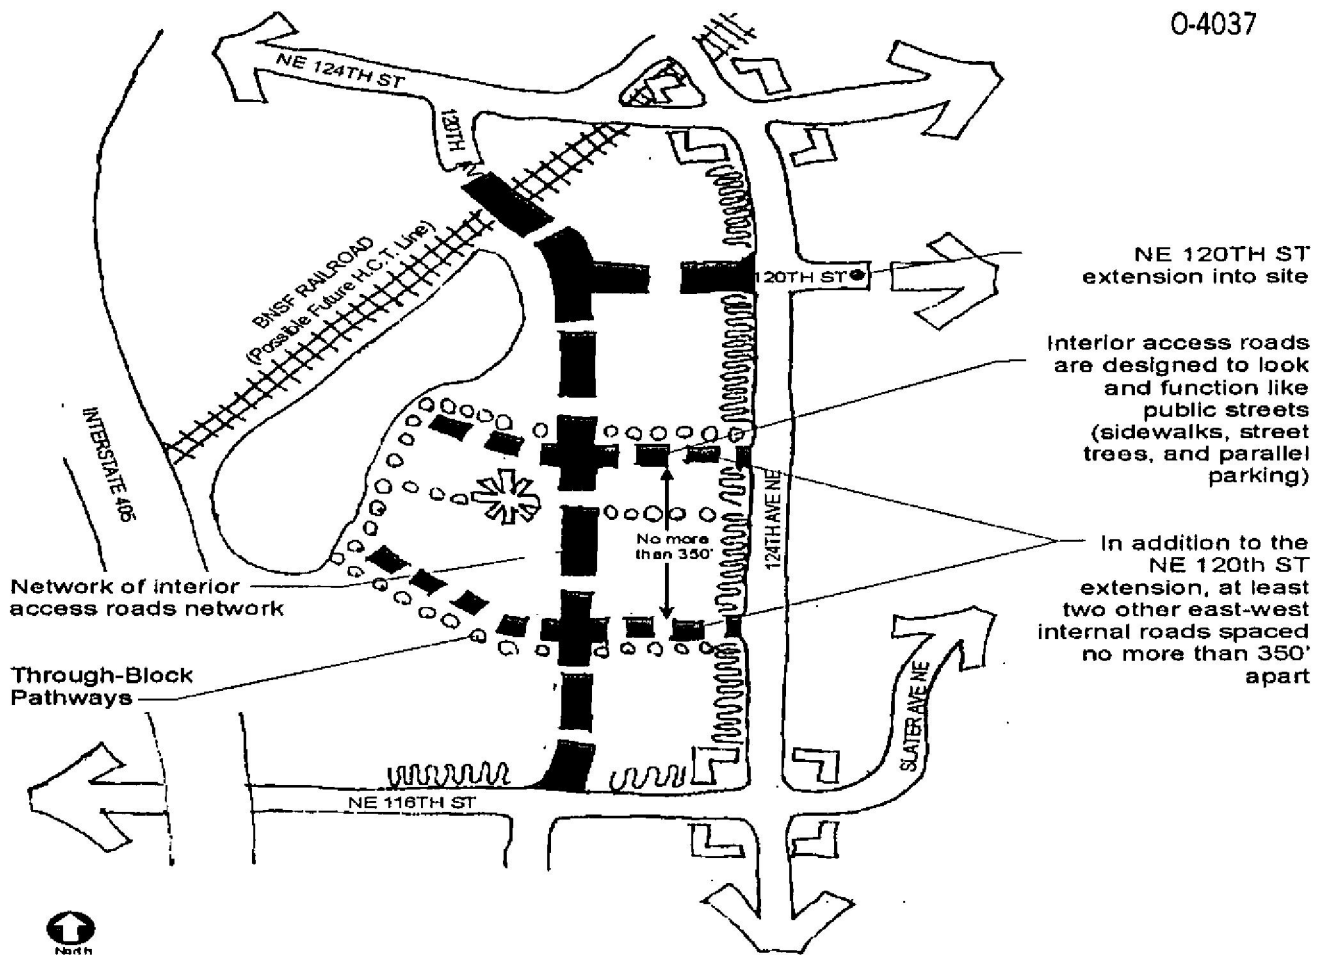 O-4037
NE 124TH ST
120TH
AV
BNSF RAILROAD
(Possible Future H.C.T. Line)
120TH ST
NE 120TH ST
extension into site
Interior access roads
are designed to look
and function like
public streets
(sidewalks, street
trees, and parallel
parking)
INTERSTATE 405
124TH AVE NE
No more
than 350'
In addition to the
NE 120th ST
extension, at least
two other east-west
internal roads spaced
no more than 350'
apart
Network of interior
access roads network
Through-Block
Pathways
SLATER AVE NE
NE 116TH ST
North